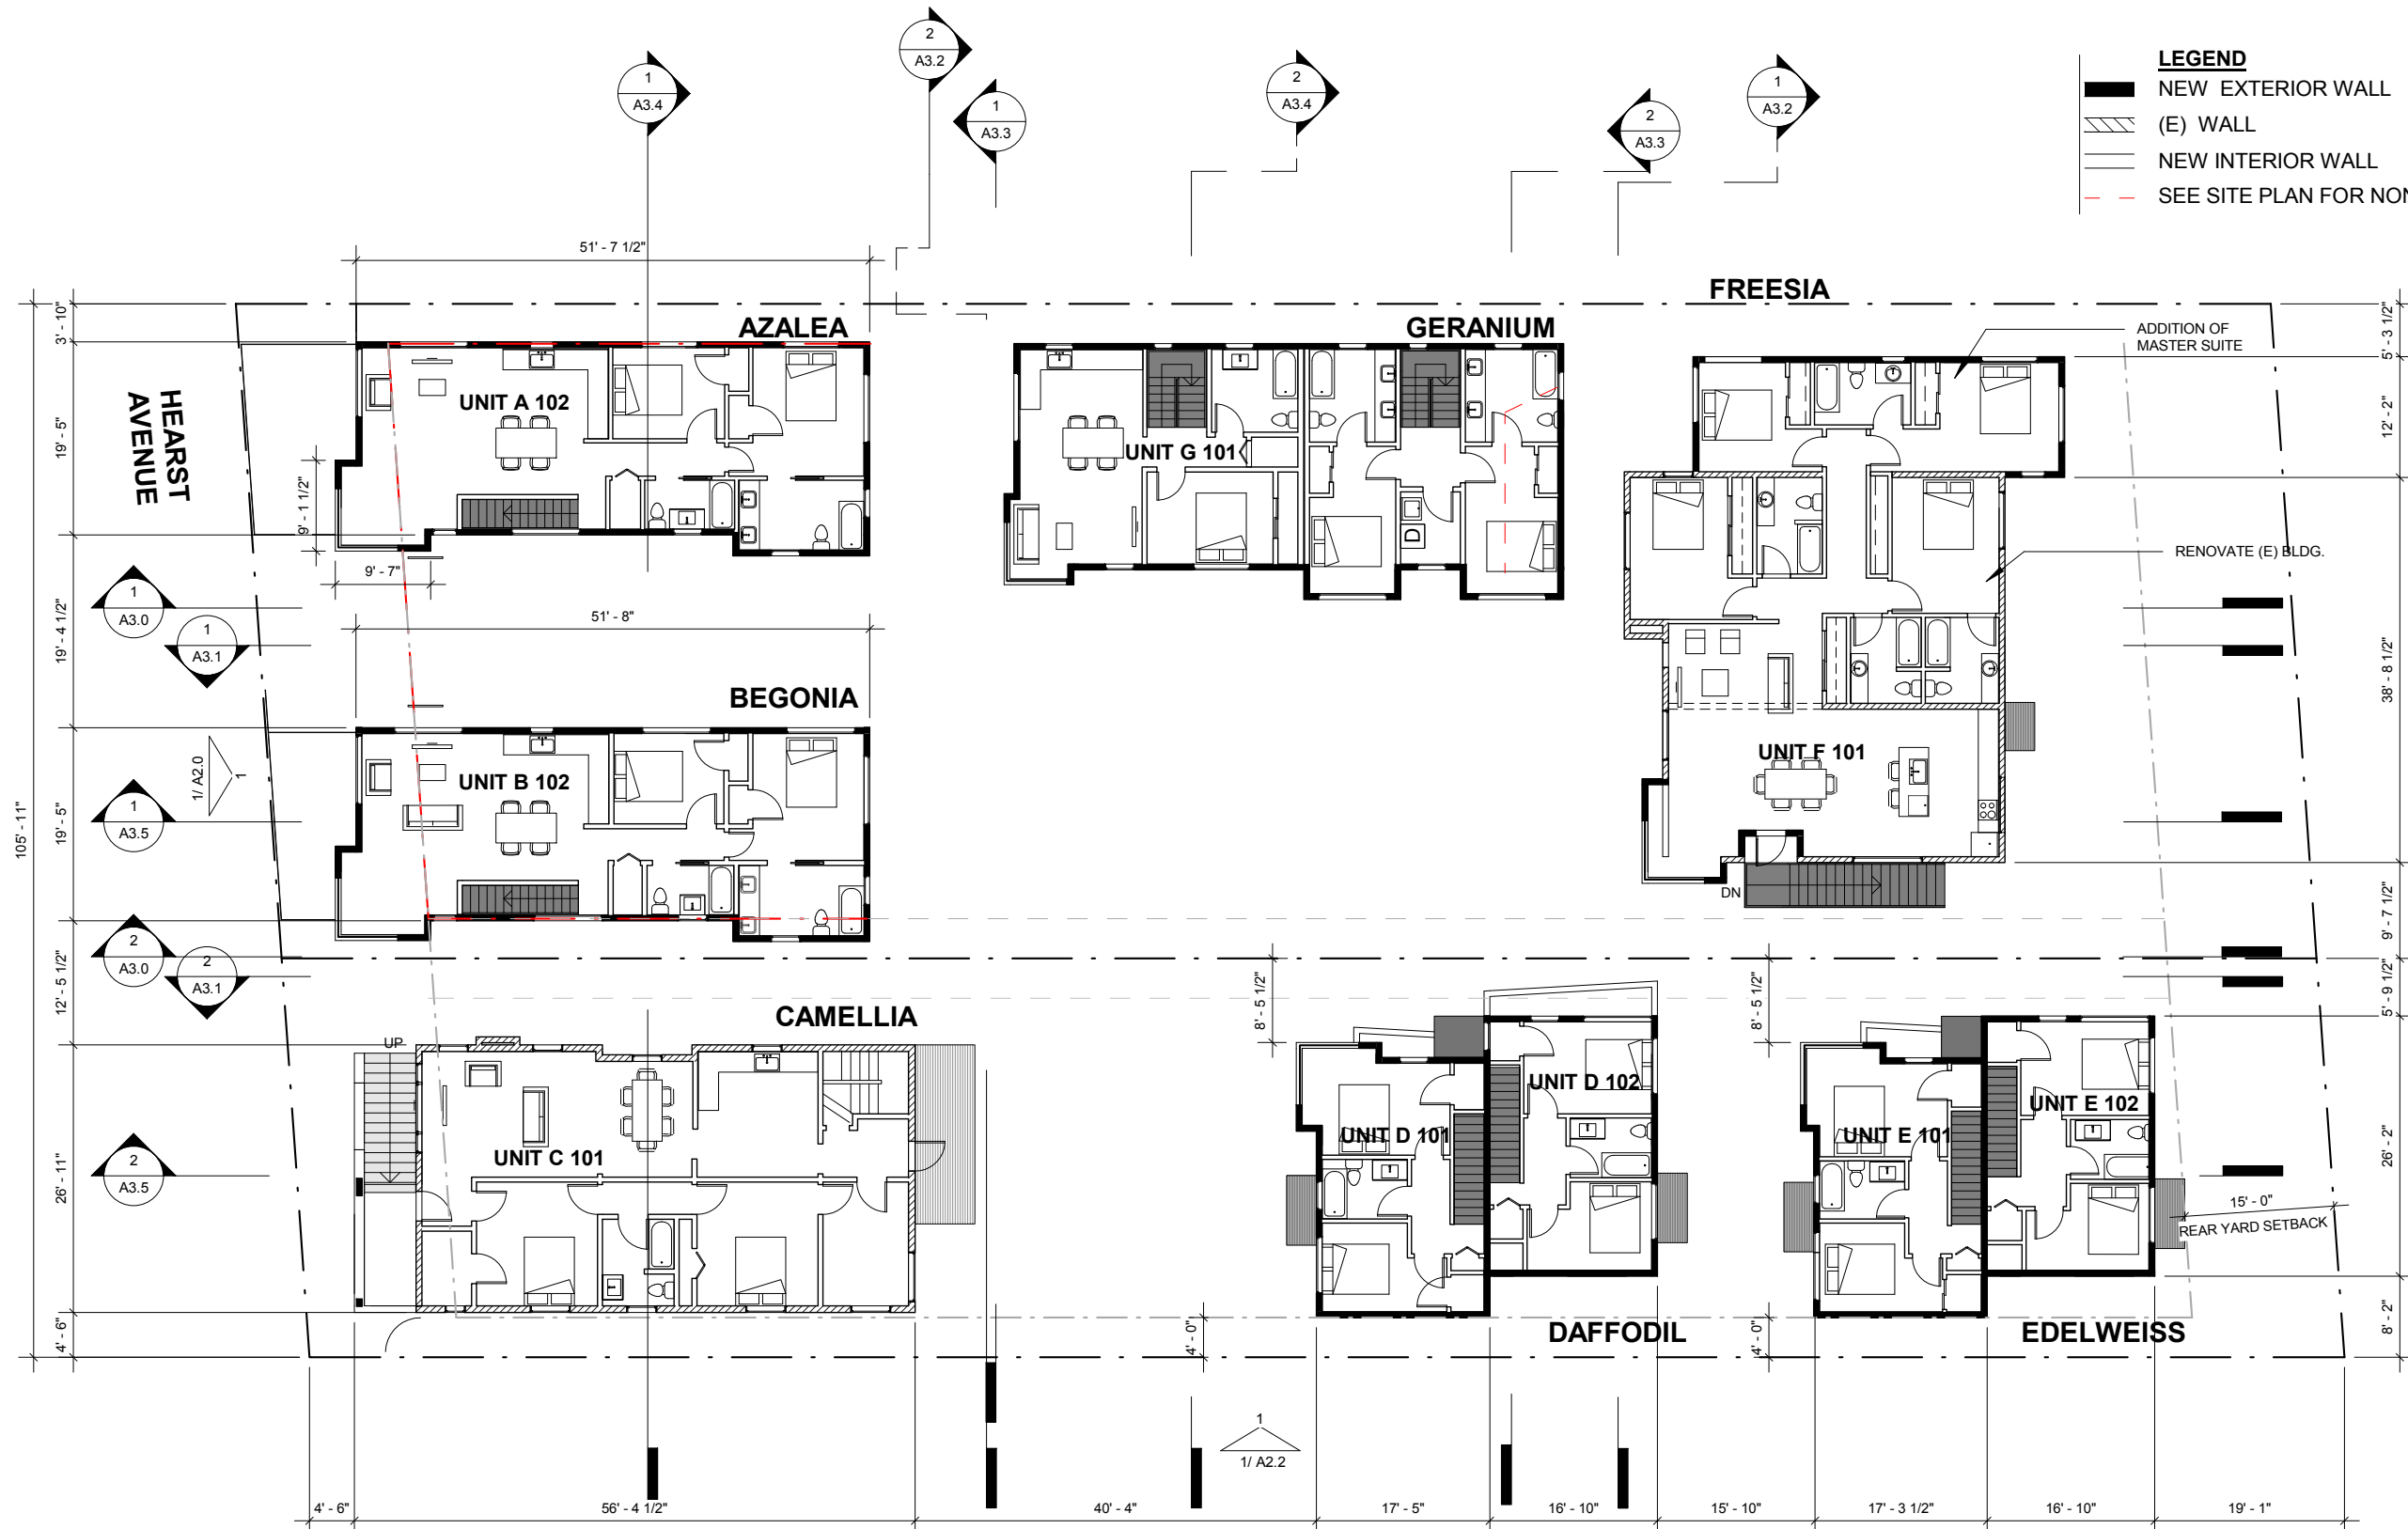 2
A3.2
1
A3.4
1
A3.3
2
A3.4
2
A3.3
1
A3.2
LEGEND
NEW EXTERIOR WALL
(E) WALL
NEW INTERIOR WALL
SEE SITE PLAN FOR NON
51' - 7 1/2"
FREESIA
AZALEA
GERANIUM
ADDITION OF
MASTER SUITE
3' - 10"
5' - 3 1/2"
HEARST
AVENUE
UNIT A 102
UNIT G 101
19' - 5"
12' - 2"
9' - 1 1/2"
D
RENOVATE (E) BLDG.
9' - 7"
1
A3.0
1
A3.1
51' - 8"
19' - 4 1/2"
38' - 8 1/2"
BEGONIA
1/ A2.0
1
UNIT B 102
UNIT F 101
1
A3.5
19' - 5"
105' - 11"
DN
2
A3.0
2
A3.1
12' - 5 1/2"
9' - 7 1/2"
5' - 9 1/2"
8' - 5 1/2"
8' - 5 1/2"
CAMELLIA
UP
UNIT D 102
UNIT E 102
UNIT D 101
UNIT E 101
UNIT C 101
2
A3.5
26' - 11"
26' - 2"
15' - 0"
REAR YARD SETBACK
4' - 6"
4' - 0"
DAFFODIL
4' - 0"
EDELWEISS
8' - 2"
1
1/ A2.2
4' - 6"
56' - 4 1/2"
40' - 4"
17' - 5"
16' - 10"
15' - 10"
17' - 3 1/2"
16' - 10"
19' - 1"